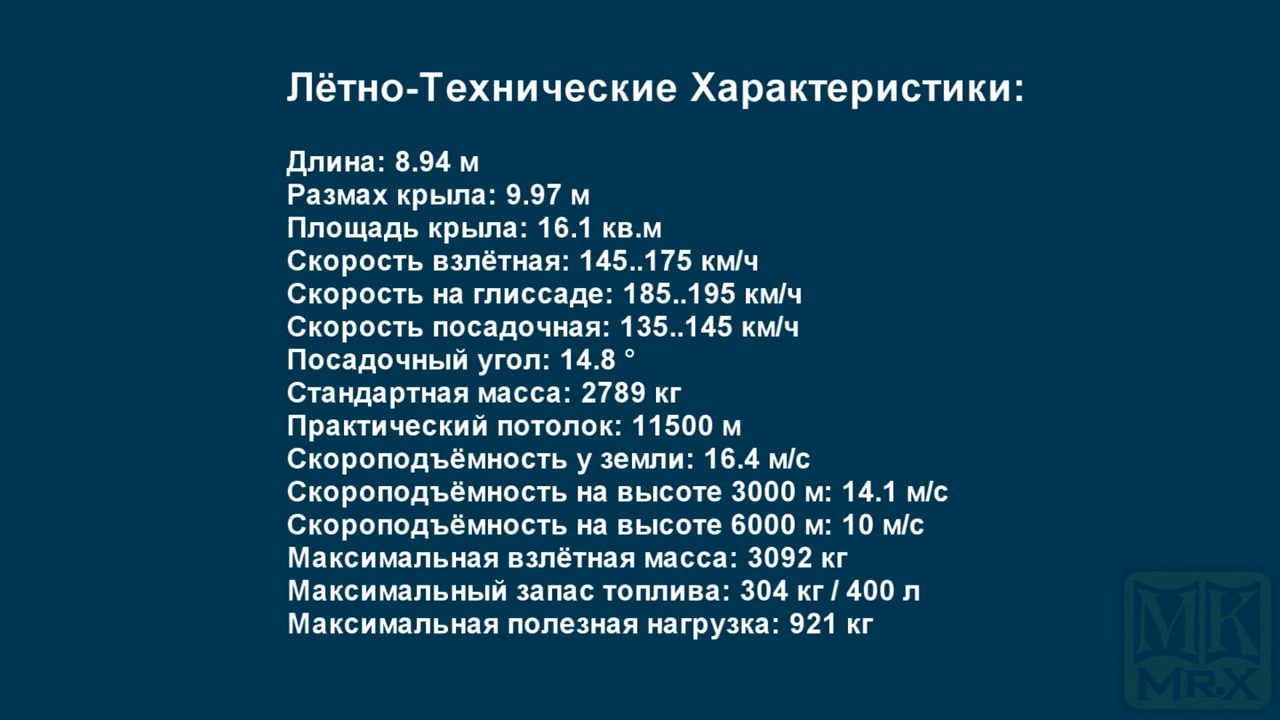 Лётно-Технические Характеристики:
Длина: 8.94 м
Размах крыла: 9.97 м
Площадь крыла: 16.1 кв.м
Скорость взлётная: 145..175 км/ч
Скорость на глиссаде: 185..195 км/ч
Скорость посадочная: 135..145 км/ч
Посадочный угол: 14.8 °
Стандартная масса: 2789 кг
Практический потолок: 11500 м
Скороподъёмность у земли: 16.4 м/с
Скороподъёмность на высоте 3000 м: 14.1 м/с
Скороподъёмность на высоте 6000 м: 10 м/с
Максимальная взлётная масса: 3092 кг
Максимальный запас топлива: 304 кг / 400 л
Максимальная полезная нагрузка: 921 кг
MK
MR.X